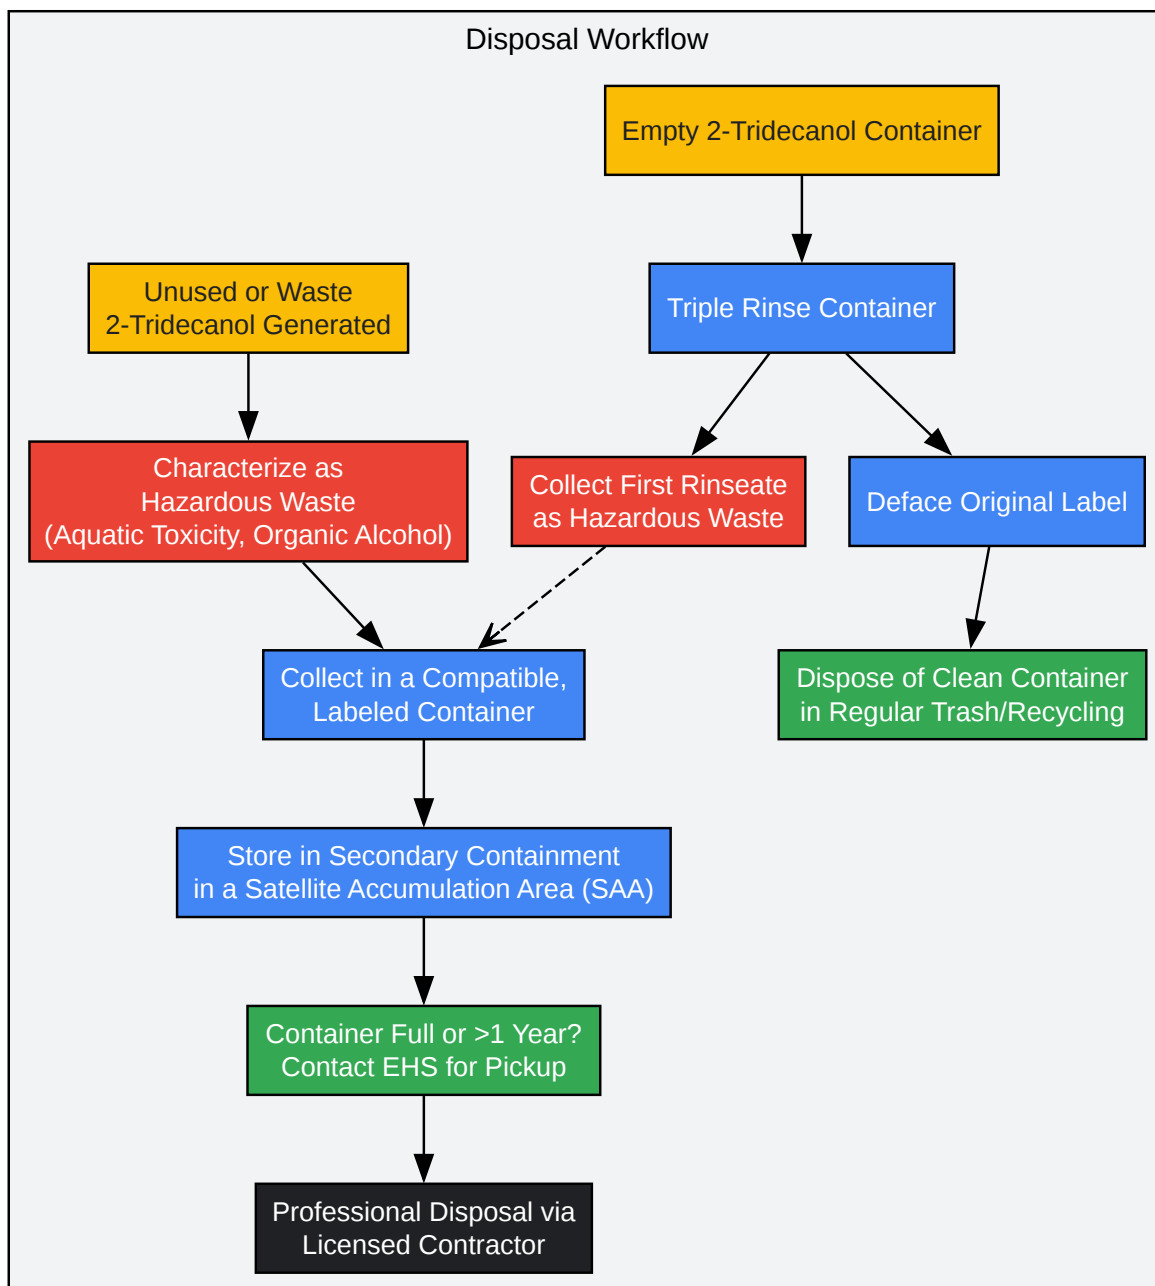 Disposal Workflow
Empty 2-Tridecanol Container
Unused or Waste
2-Tridecanol Generated
Triple Rinse Container
Characterize as
Hazardous Waste
(Aquatic Toxicity, Organic Alcohol)
Collect First Rinseate
as Hazardous Waste
Deface Original Label
Collect in a Compatible,
Labeled Container
Dispose of Clean Container
in Regular Trash/Recycling
Store in Secondary Containment
in a Satellite Accumulation Area (SAA)
Container Full or >1 Year?
Contact EHS for Pickup
Professional Disposal via
Licensed Contractor